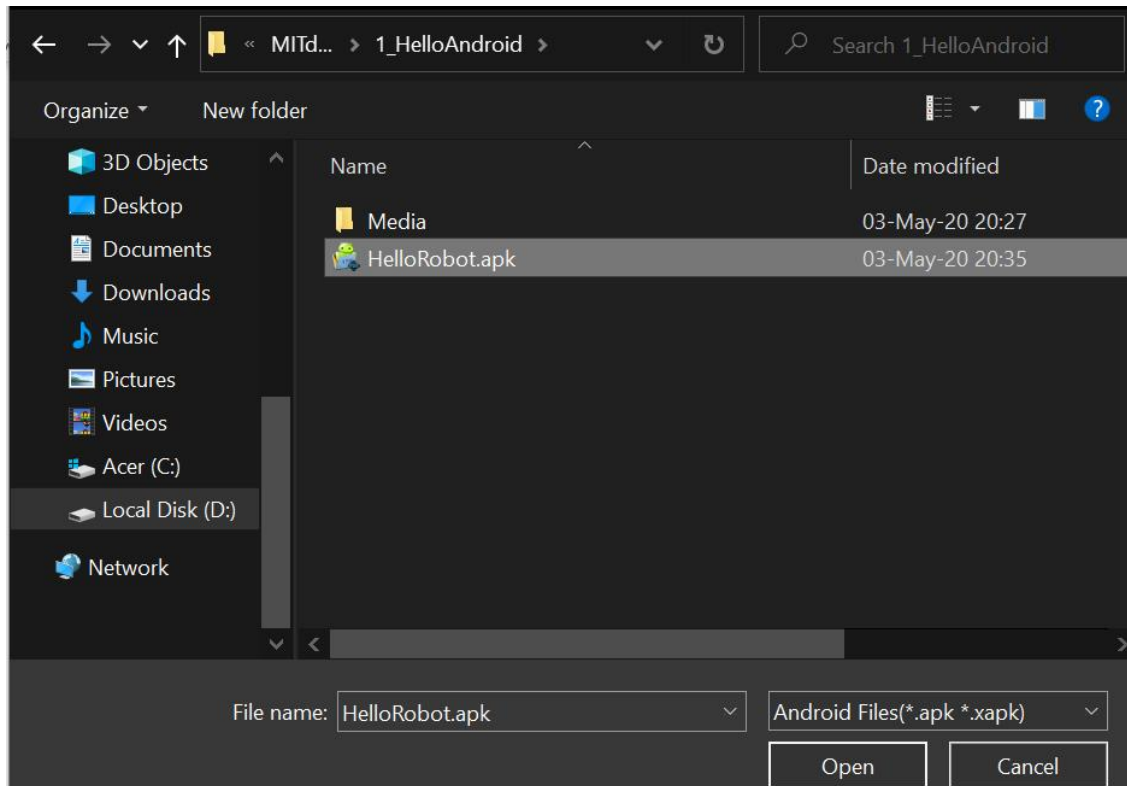 « MITd... > 1_HelloAndroid >
Search 1_HelloAndroid
Organize
New folder
?
3D Objects
Desktop
Documents
Downloads
Music
Pictures
Videos
Acer (C:)
Local Disk (D:)
Network
Name
Date modified
Media
03-May-20 20:27
HelloRobot.apk
03-May-20 20:35
File name:
HelloRobot.apk
Android Files(*.apk *.xapk)
Open
Cancel